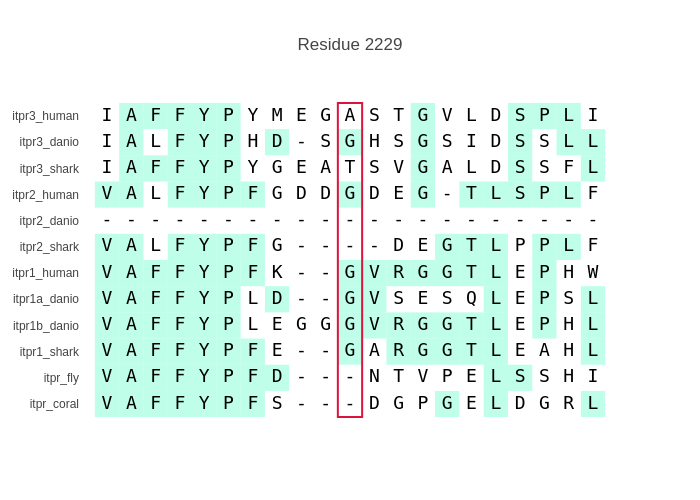 Residue 2229
itpr3_human I A F F Y P Y M E G A S T G V L D S P L I
itpr3_danio I A L F Y P H D - S G H S G S I D S S L L
itpr3_shark I A F F Y P Y G E A T S V G A L D S S F L
itpr2_human V A L F Y P F G D D G D E G - T L S P L F
itpr2_danio - - - - - - - - - - - - - - - - - - - - -
itpr2_shark V A L F Y P F G - - - - D E G T L P P L F
itpr1_human V A F F Y P F K - - G V R G G T L E P H W
itpr1a_danio V A F F Y P L D - - G V S E S Q L E P S L
itpr1b_danio V A F F Y P L E G G G V R G G T L E P H L
itpr1_shark V A F F Y P F E - - G A R G G T L E A H L
itpr_fly V A F F Y P F D - - - N T V P E L S S H I
itpr_coral V A F F Y P F S - - - D G P G E L D G R L